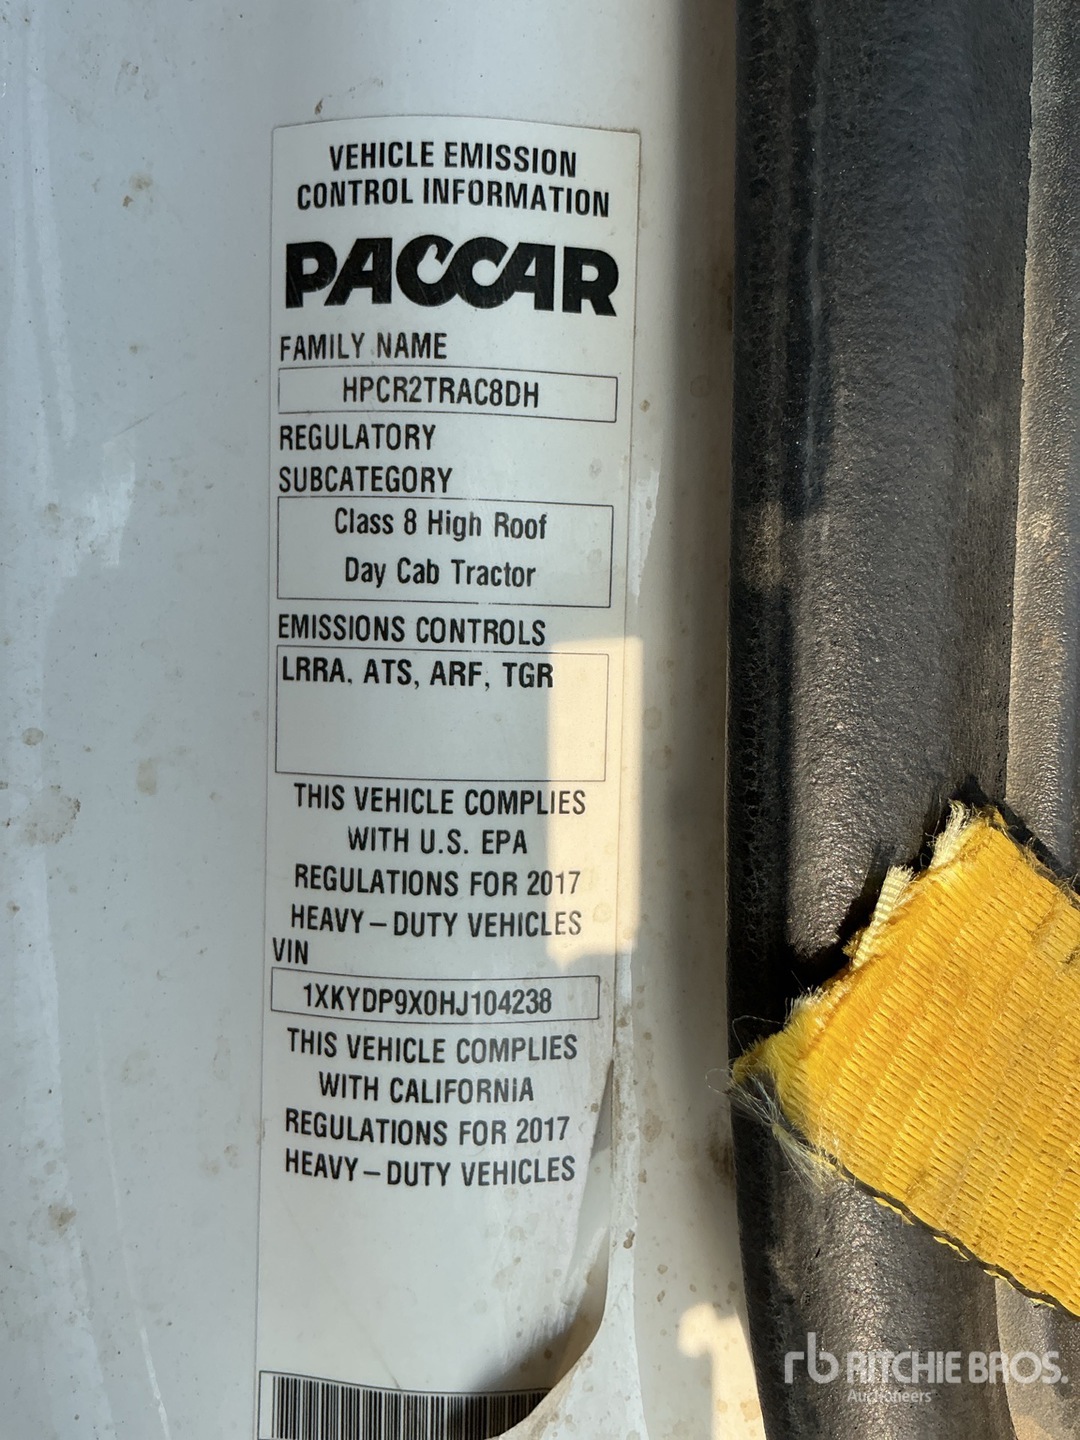 VEHICLE EMISSION
CONTROL INFORMATION
PACCAR
FAMILY NAME
HPCR2TRAC8DH
REGULATORY
SUBCATEGORY
Class 8 High Roof
Day Cab Tractor
EMISSIONS CONTROLS
LRRA, ATS, ARF, TGR
THIS VEHICLE COMPLIES
WITH U.S. EPA
REGULATIONS FOR 2017
HEAVY-DUTY VEHICLES
VIN
1XKYDP9X0HJ104238
THIS VEHICLE COMPLIES
WITH CALIFORNIA
REGULATIONS FOR 2017
HEAVY-DUTY VEHICLES
rb RITCHIE BROS.
Auctioneers